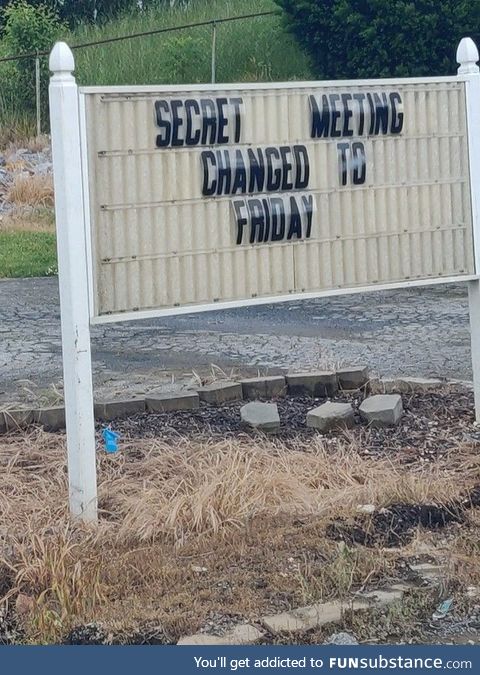 SECRET MEETING
CHANGED TO
FRIDAY
You'll get addicted to FUNsubstance.com